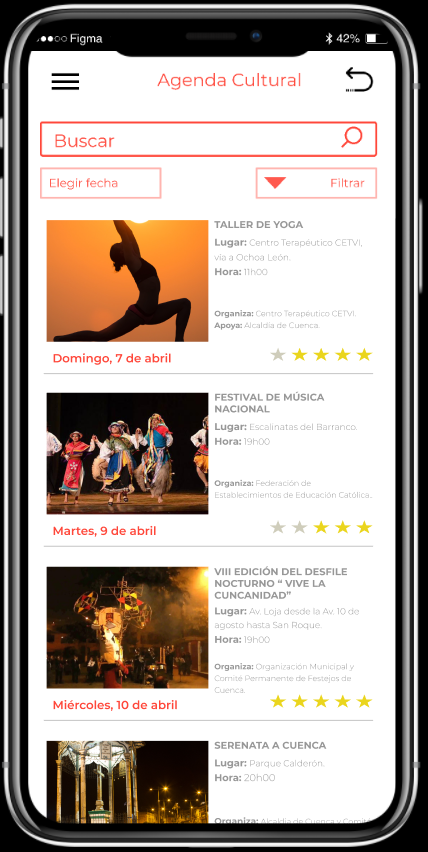 Figma
42%
Agenda Cultural
Buscar
Elegir fecha
Filtrar
TALLER DE YOGA
Lugar: Centro Terapéutico CETVI,
vía a Ochoa León.
Hora: 11h00
Organiza: Centro Terapéutico CETVI.
Apoya: Alcaldía de Cuenca.
Domingo, 7 de abril
FESTIVAL DE MÚSICA
NACIONAL
Lugar: Escalinatas del Barranco.
Hora: 19h00
Organiza: Federación de
Establecimientos de Educación Católica.
Martes, 9 de abril
VIII EDICIÓN DEL DESFILE
NOCTURNO “ VIVE LA
CUNCANIDAD”
Lugar: Av. Loja desde la Av. 10 de
agosto hasta San Roque.
Hora: 19h00
Organiza: Organización Municipal y
Comité Permanente de Festejos de
Cuenca.
Miércoles, 10 de abril
SERENATA A CUENCA
Lugar: Parque Calderón.
Hora: 20h00
Organiza: Alcaldía de Cuenca y Comité